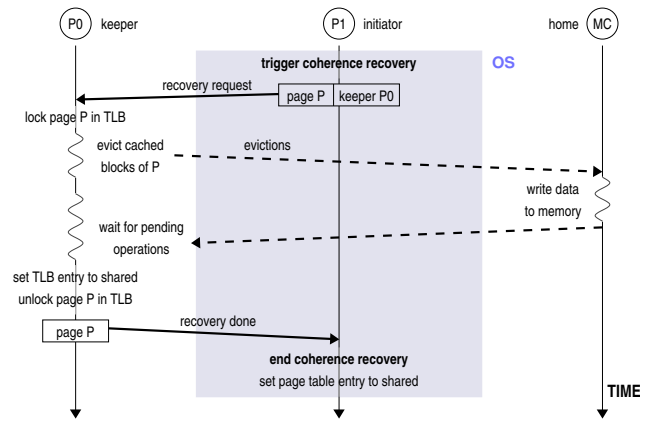 P0 keeper
P1 initiator
home MC
trigger coherence recovery
OS
recovery request
page P keeper P0
lock page P in TLB
evict cached
blocks of P
evictions
write data
to memory
wait for pending
operations
set TLB entry to shared
unlock page P in TLB
page P
recovery done
end coherence recovery
set page table entry to shared
TIME